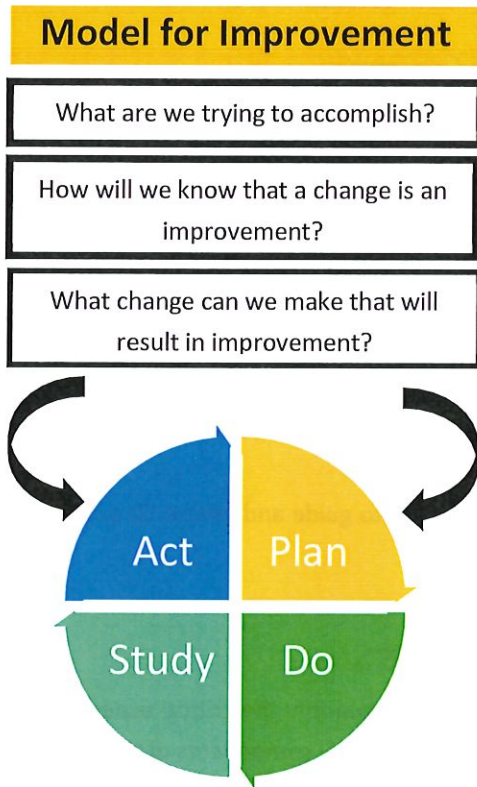 Model for Improvement
What are we trying to accomplish?
How will we know that a change is an
improvement?
What change can we make that will
result in improvement?
Act
Plan
Study
Do